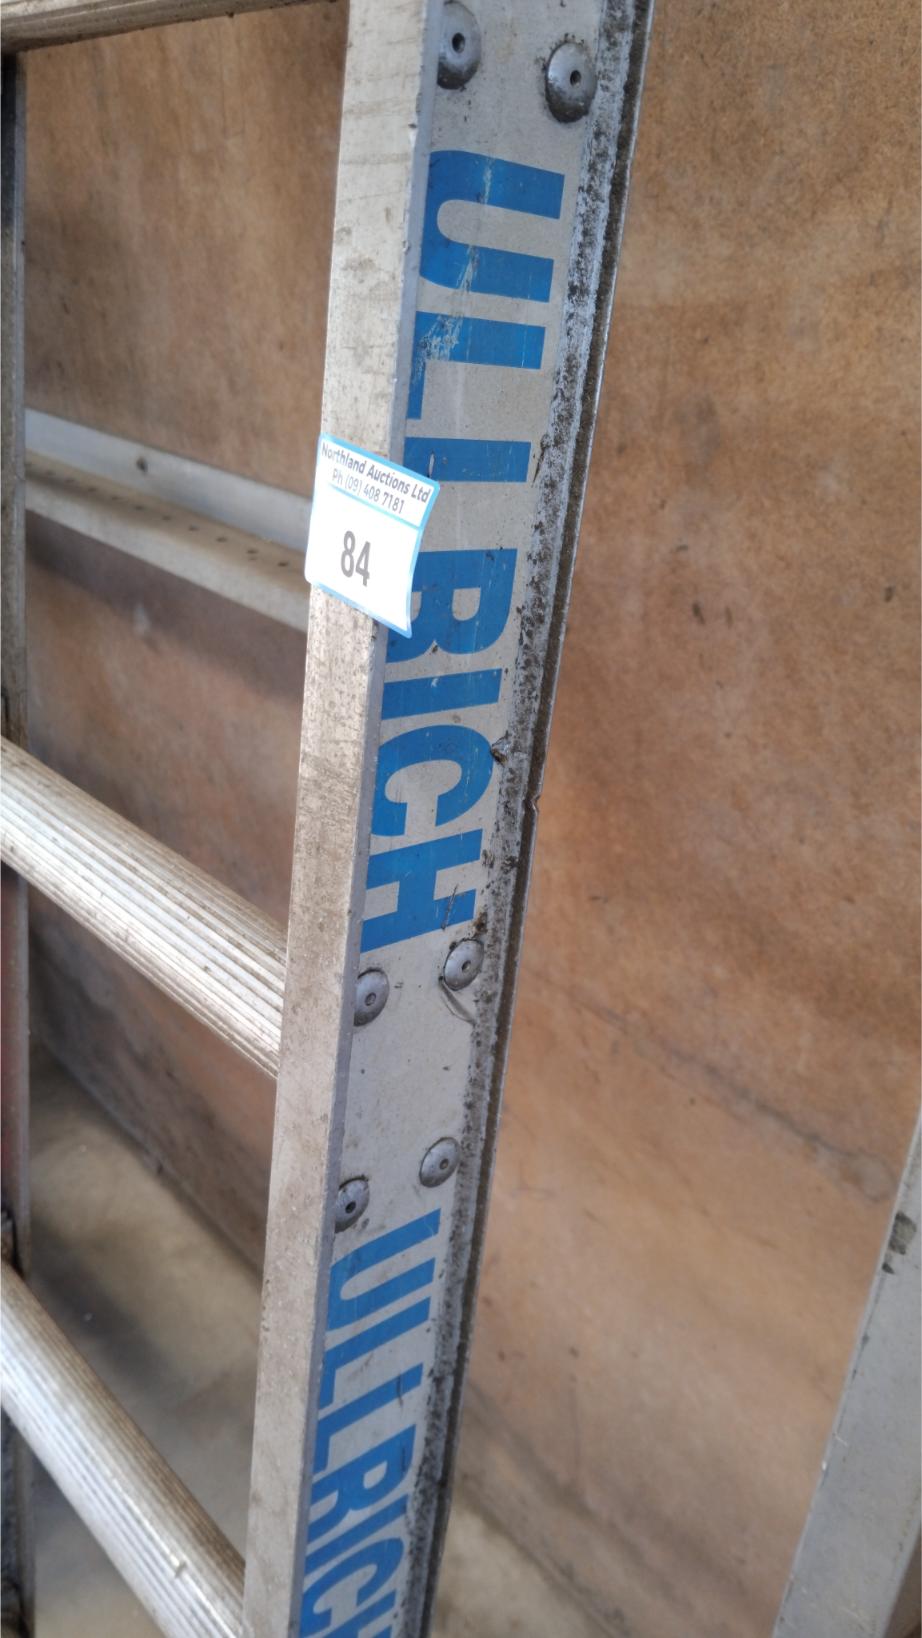 ULLRICH
Northland Auctions Ltd
Ph (09) 408 7181
84
ULLRICH